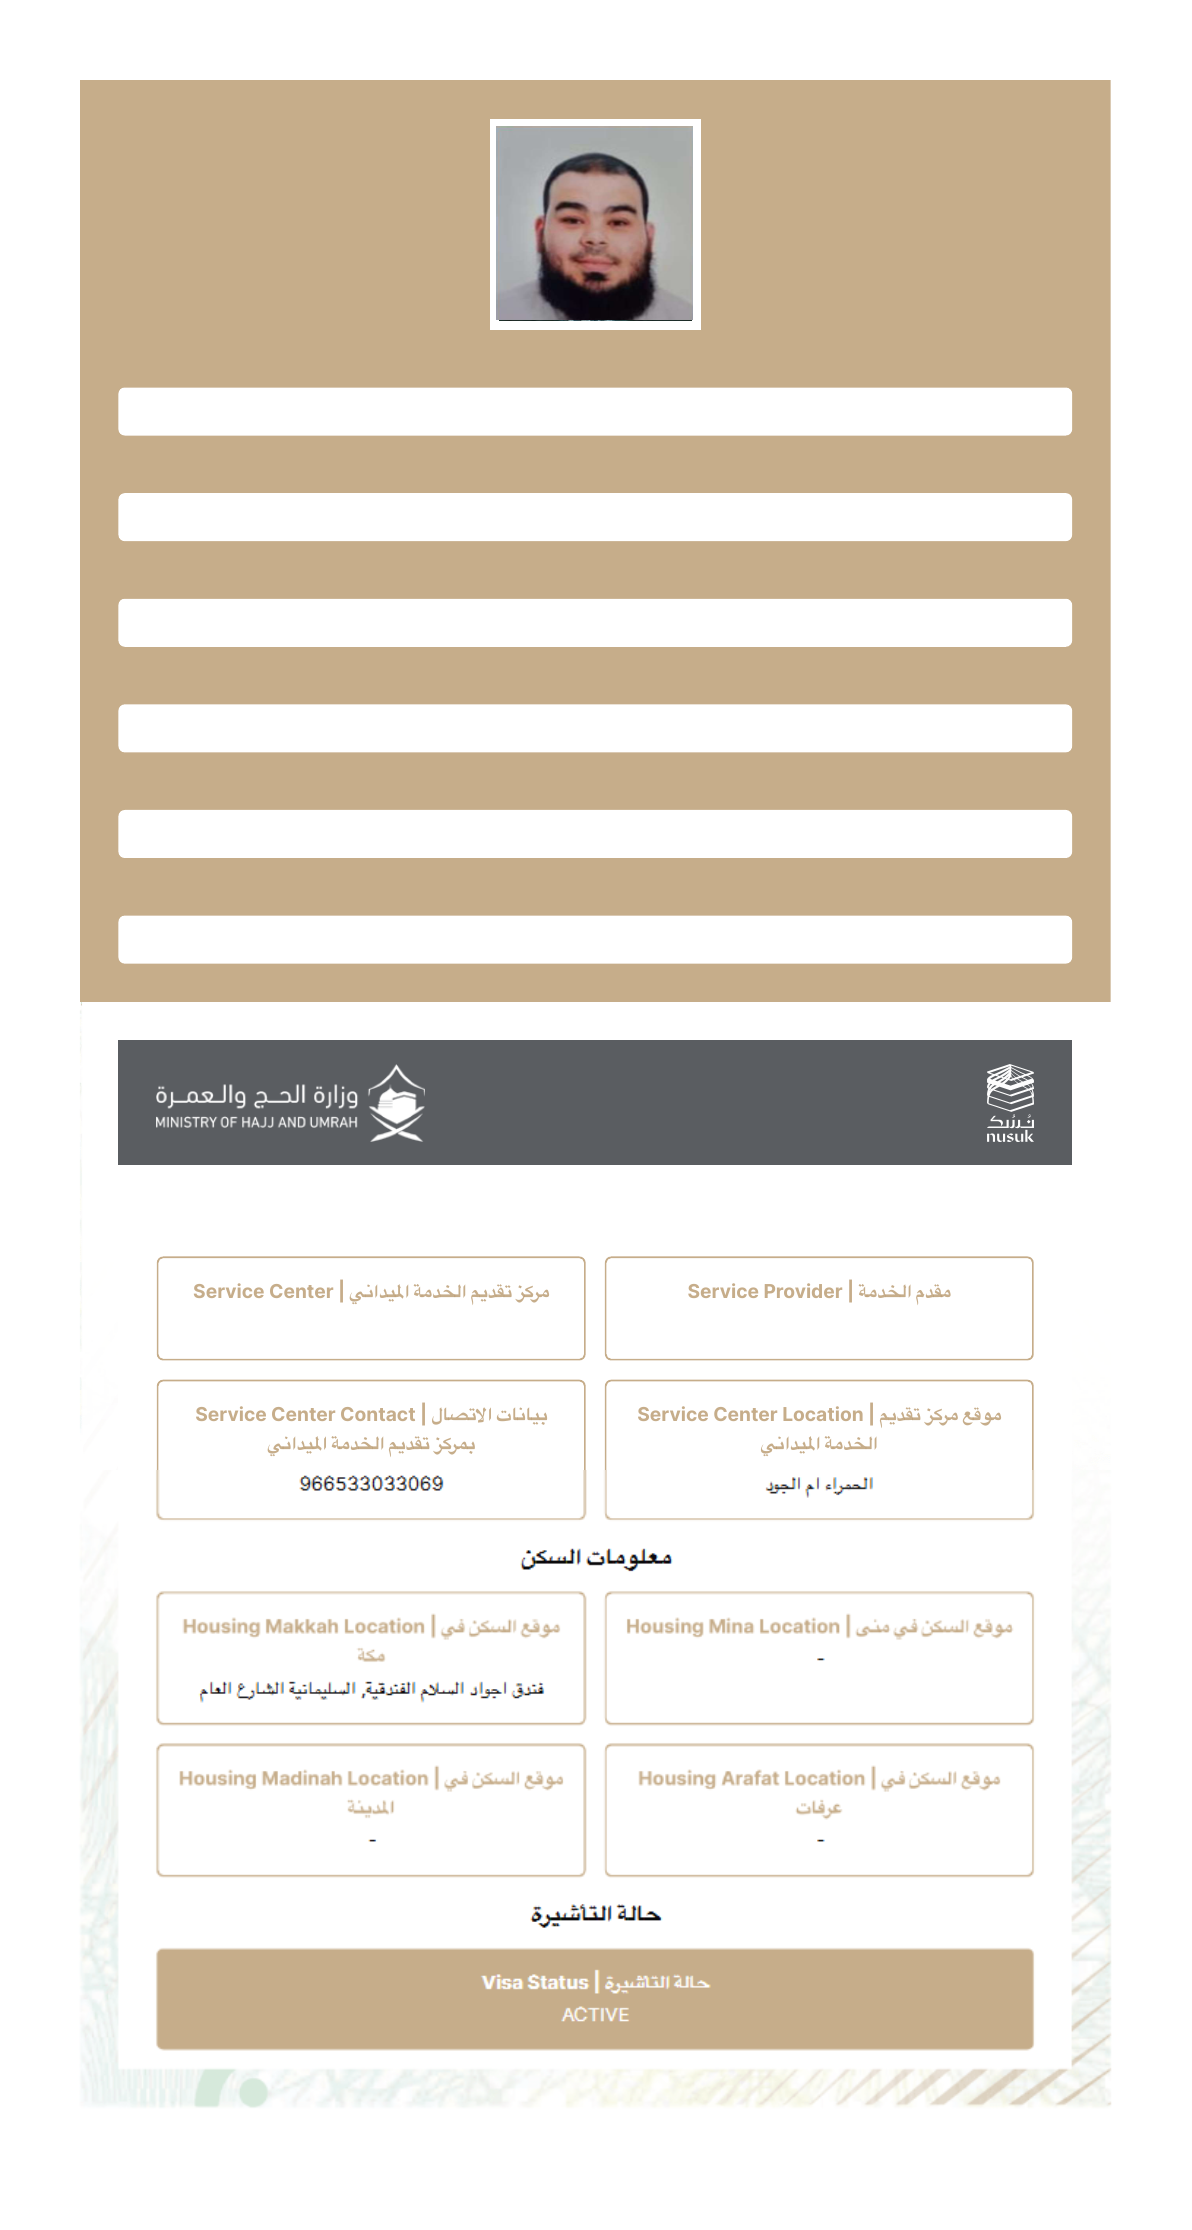 وزارة الحــج والـعمــرة
MINISTRY OF HAJJ AND UMRAH
نُسُك
nusuk
Service Provider | مقدم الخدمة
Service Center | مركز تقديم الخدمة الميداني
Service Center Location | موقع مركز تقديم
الخدمة الميداني
الحمراء ام الجود
Service Center Contact | بيانات الاتصال
بمركز تقديم الخدمة الميداني
966533033069
معلومات السكن
Housing Mina Location | موقع السكن في منى
-
Housing Makkah Location | موقع السكن في
مكة
فندق اجواد السلام الفندقية, السليمانية الشارع العام
Housing Arafat Location | موقع السكن في
عرفات
-
Housing Madinah Location | موقع السكن في
المدينة
-
حالة التأشيرة
Visa Status | حالة التأشيرة
ACTIVE